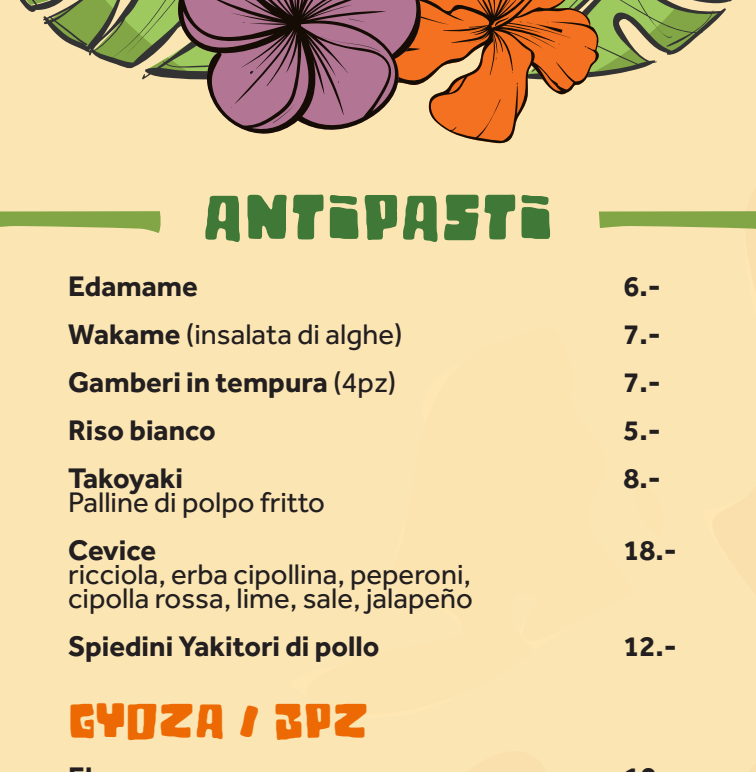 ANTIPASTI
Edamame 6.-
Wakame (insalata di alghe) 7.-
Gamberi in tempura (4pz) 7.-
Riso bianco 5.-
Takoyaki 8.-
Palline di polpo fritto
Cevice 18.-
ricciola, erba cipollina, peperoni,
cipolla rossa, lime, sale, jalapeño
Spiedini Yakitori di pollo 12.-
GYOZA / 3PZ